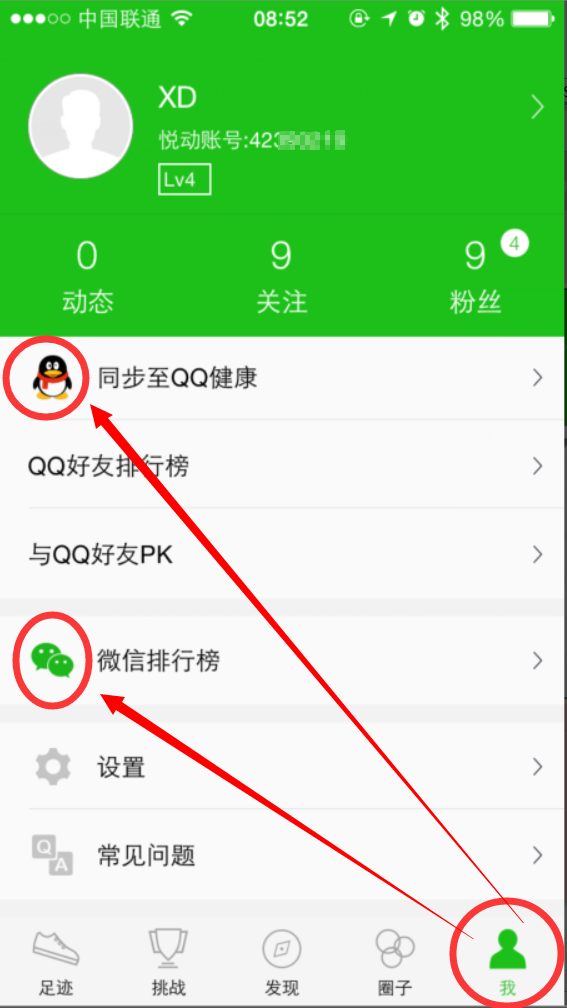 中国联通 08:52 98%
XD
悦动账号:423
Lv4
0 9 9 4
动态 关注 粉丝
同步至QQ健康
QQ好友排行榜
与QQ好友PK
微信排行榜
设置
Q A 常见问题
足迹 挑战 发现 圈子 我